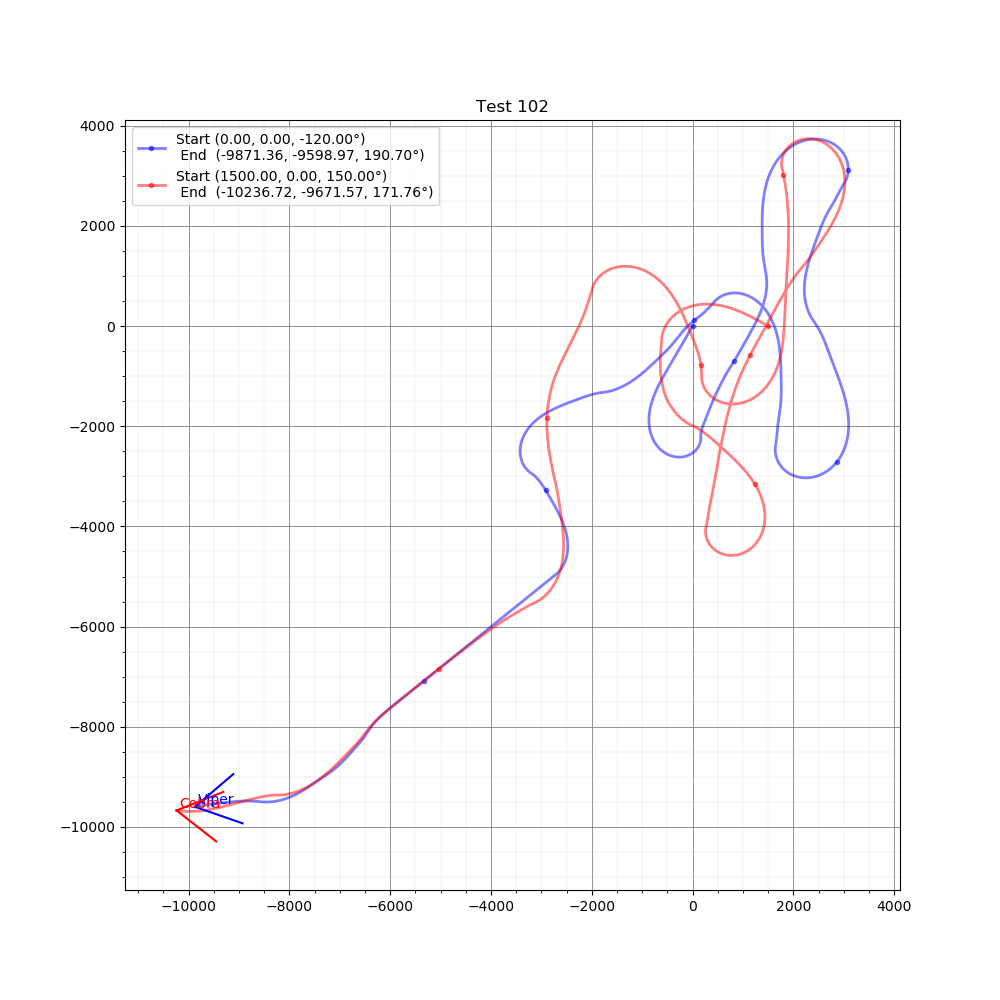 Test 102
Start (0.00, 0.00, -120.00°)
End (-9871.36, -9598.97, 190.70°)
Start (1500.00, 0.00, 150.00°)
End (-10236.72, -9671.57, 171.76°)
4000
2000
0
−2000
−4000
−6000
−8000
−10000
Viper
Cobra
−10000 −8000 −6000 −4000 −2000 0 2000 4000